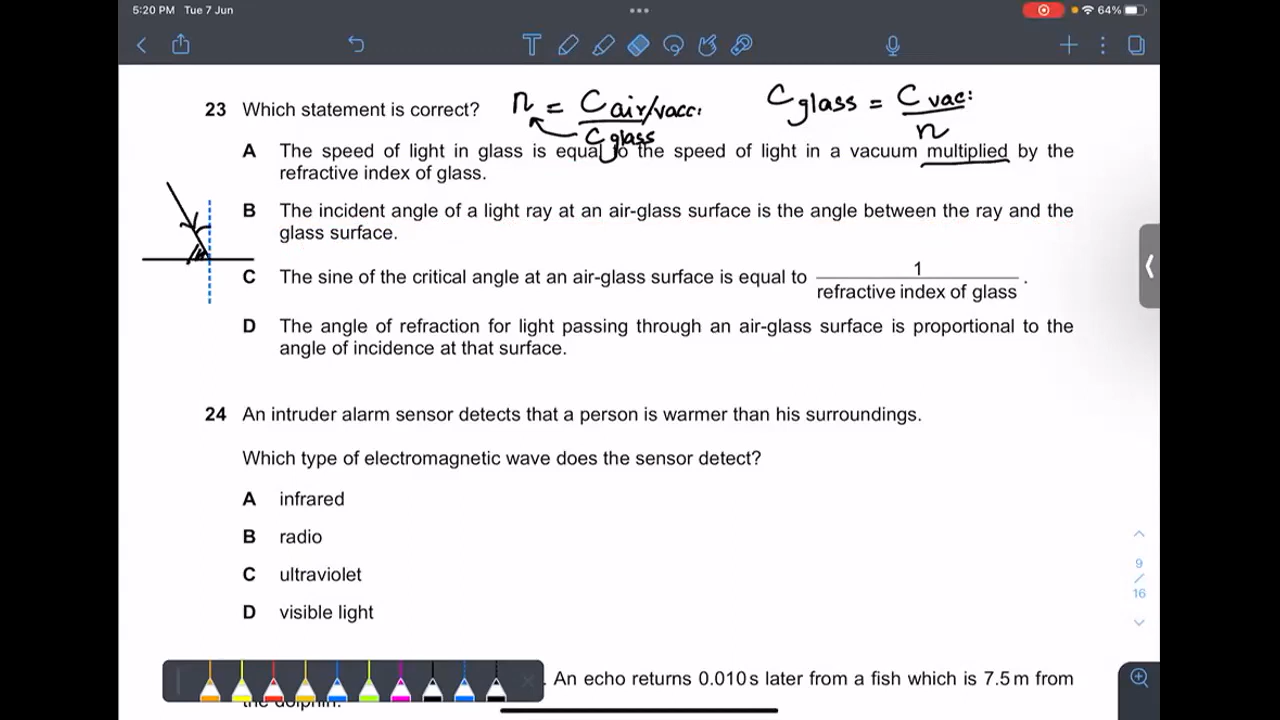 5:20 PM Tue 7 Jun
64%
23 Which statement is correct? n = C air/vacc. / C glass C glass = C vac: / n
A The speed of light in glass is equal to the speed of light in a vacuum multiplied by the
refractive index of glass.
B The incident angle of a light ray at an air-glass surface is the angle between the ray and the
glass surface.
C The sine of the critical angle at an air-glass surface is equal to 1 / refractive index of glass .
D The angle of refraction for light passing through an air-glass surface is proportional to the
angle of incidence at that surface.
24 An intruder alarm sensor detects that a person is warmer than his surroundings.
Which type of electromagnetic wave does the sensor detect?
A infrared
B radio
C ultraviolet
D visible light
9
/
16
. An echo returns 0.010 s later from a fish which is 7.5 m from
the dolphin.